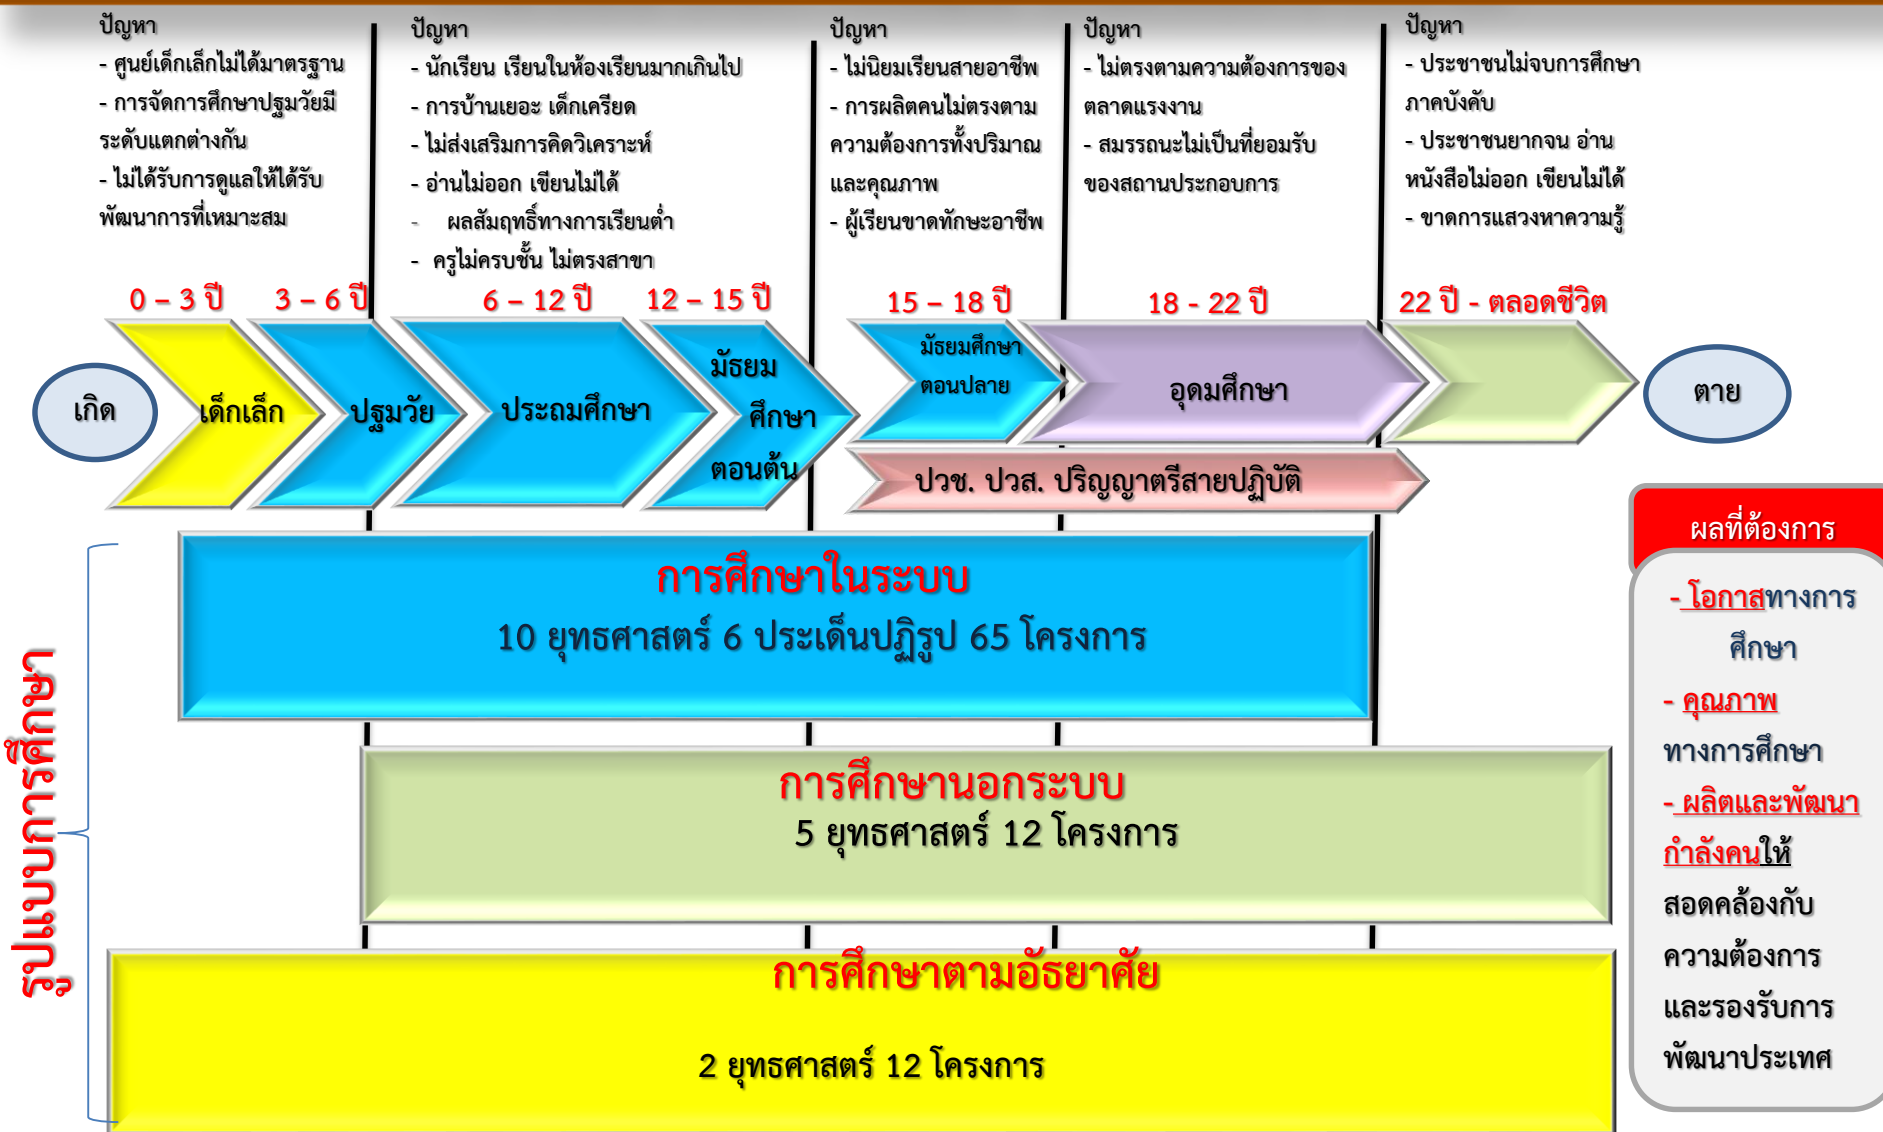 ปัญหา
- ศูนย์เด็กเล็กไม่ได้มาตรฐาน
- การจัดการศึกษาปฐมวัยมี
ระดับแตกต่างกัน
- ไม่ได้รับการดูแลให้ได้รับ
พัฒนาการที่เหมาะสม
ปัญหา
- นักเรียน เรียนในห้องเรียนมากเกินไป
- การบ้านเยอะ เด็กเครียด
- ไม่ส่งเสริมการคิดวิเคราะห์
- อ่านไม่ออก เขียนไม่ได้
- ผลสัมฤทธิ์ทางการเรียนต่ำ
- ครูไม่ครบชั้น ไม่ตรงสาขา
ปัญหา
- ไม่นิยมเรียนสายอาชีพ
- การผลิตคนไม่ตรงตาม
ความต้องการทั้งปริมาณ
และคุณภาพ
- ผู้เรียนขาดทักษะอาชีพ
ปัญหา
- ไม่ตรงตามความต้องการของ
ตลาดแรงงาน
- สมรรถนะไม่เป็นที่ยอมรับ
ของสถานประกอบการ
ปัญหา
- ประชาชนไม่จบการศึกษา
ภาคบังคับ
- ประชาชนยากจน อ่าน
หนังสือไม่ออก เขียนไม่ได้
- ขาดการแสวงหาความรู้
0 – 3 ปี
3 – 6 ปี
6 – 12 ปี
12 – 15 ปี
15 – 18 ปี
18 - 22 ปี
22 ปี - ตลอดชีวิต
เกิด
เด็กเล็ก
ปฐมวัย
ประถมศึกษา
มัธยม
ศึกษา
ตอนต้น
มัธยมศึกษา
ตอนปลาย
อุดมศึกษา
ตาย
ปวช. ปวส. ปริญญาตรีสายปฏิบัติ
รูปแบบการศึกษา
การศึกษาในระบบ
10 ยุทธศาสตร์ 6 ประเด็นปฏิรูป 65 โครงการ
การศึกษานอกระบบ
5 ยุทธศาสตร์ 12 โครงการ
การศึกษาตามอัธยาศัย
2 ยุทธศาสตร์ 12 โครงการ
ผลที่ต้องการ
- โอกาสทางการ
ศึกษา
- คุณภาพ
ทางการศึกษา
- ผลิตและพัฒนา
กำลังคนให้
สอดคล้องกับ
ความต้องการ
และรองรับการ
พัฒนาประเทศ